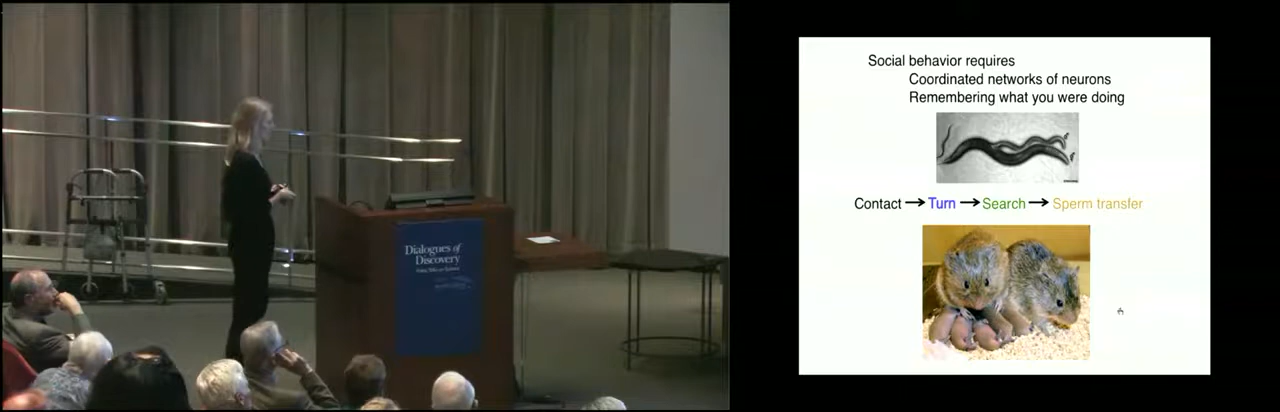 Dialogues of
Discovery
Social behavior requires
Coordinated networks of neurons
Remembering what you were doing
Contact → Turn → Search → Sperm transfer